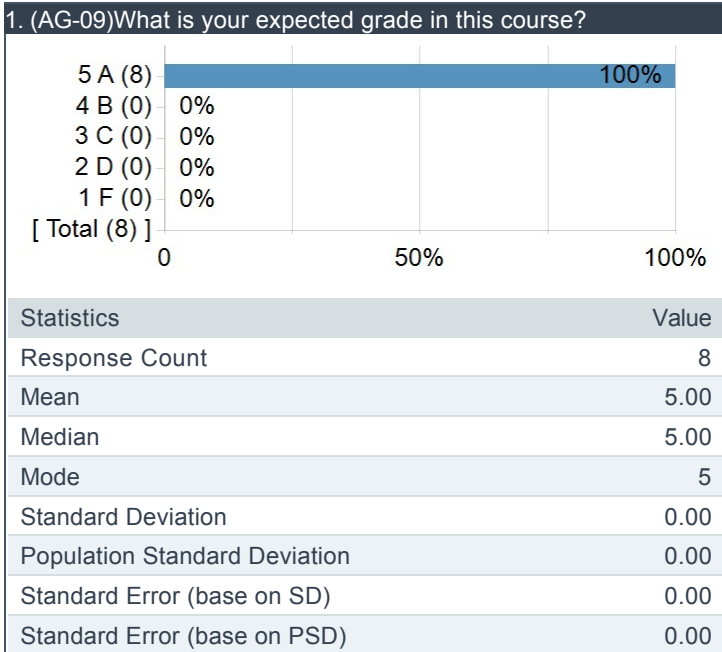 1. (AG-09)What is your expected grade in this course?
5 A (8) 100%
4 B (0) 0%
3 C (0) 0%
2 D (0) 0%
1 F (0) 0%
[ Total (8) ]
0 50% 100%
Statistics Value
Response Count 8
Mean 5.00
Median 5.00
Mode 5
Standard Deviation 0.00
Population Standard Deviation 0.00
Standard Error (base on SD) 0.00
Standard Error (base on PSD) 0.00